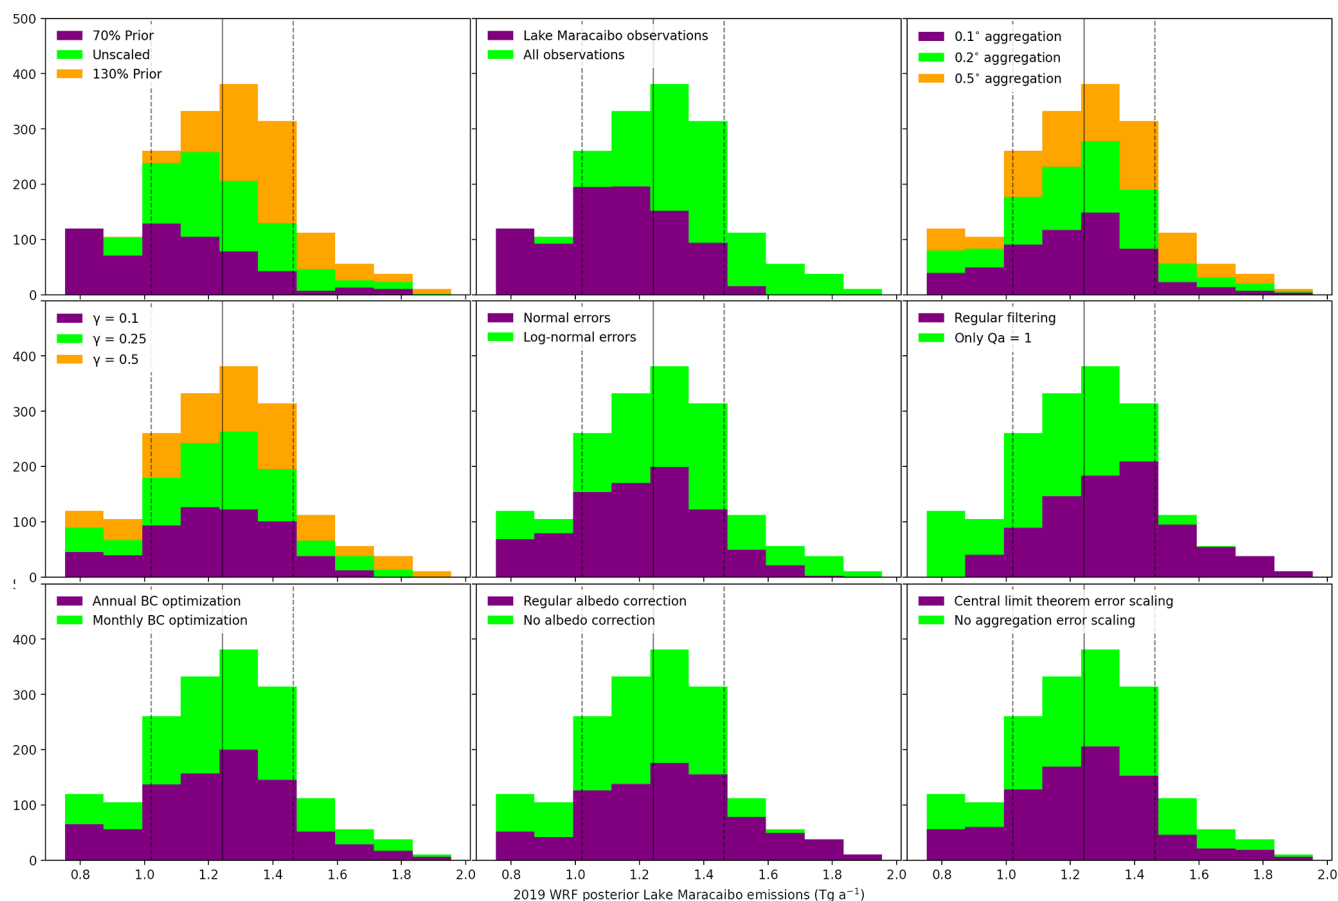 500
400
300
200
100
0
70% Prior
Unscaled
130% Prior
Lake Maracaibo observations
All observations
0.1° aggregation
0.2° aggregation
0.5° aggregation
400
300
200
100
0
γ = 0.1
γ = 0.25
γ = 0.5
Normal errors
Log-normal errors
Regular filtering
Only Qa = 1
400
300
200
100
0
Annual BC optimization
Monthly BC optimization
Regular albedo correction
No albedo correction
Central limit theorem error scaling
No aggregation error scaling
0.8 1.0 1.2 1.4 1.6 1.8 2.0
0.8 1.0 1.2 1.4 1.6 1.8 2.0
0.8 1.0 1.2 1.4 1.6 1.8 2.0
2019 WRF posterior Lake Maracaibo emissions (Tg a⁻¹)